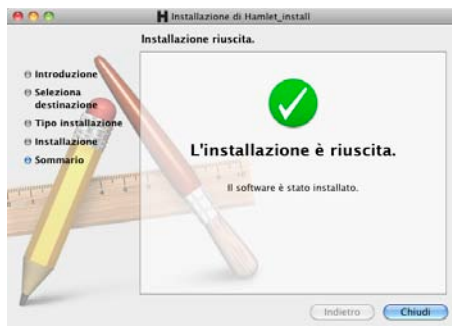 Installazione di Hamlet_install
Installazione riuscita.
Introduzione
Seleziona
destinazione
Tipo installazione
Installazione
Sommario
L'installazione è riuscita.
Il software è stato installato.
Indietro
Chiudi